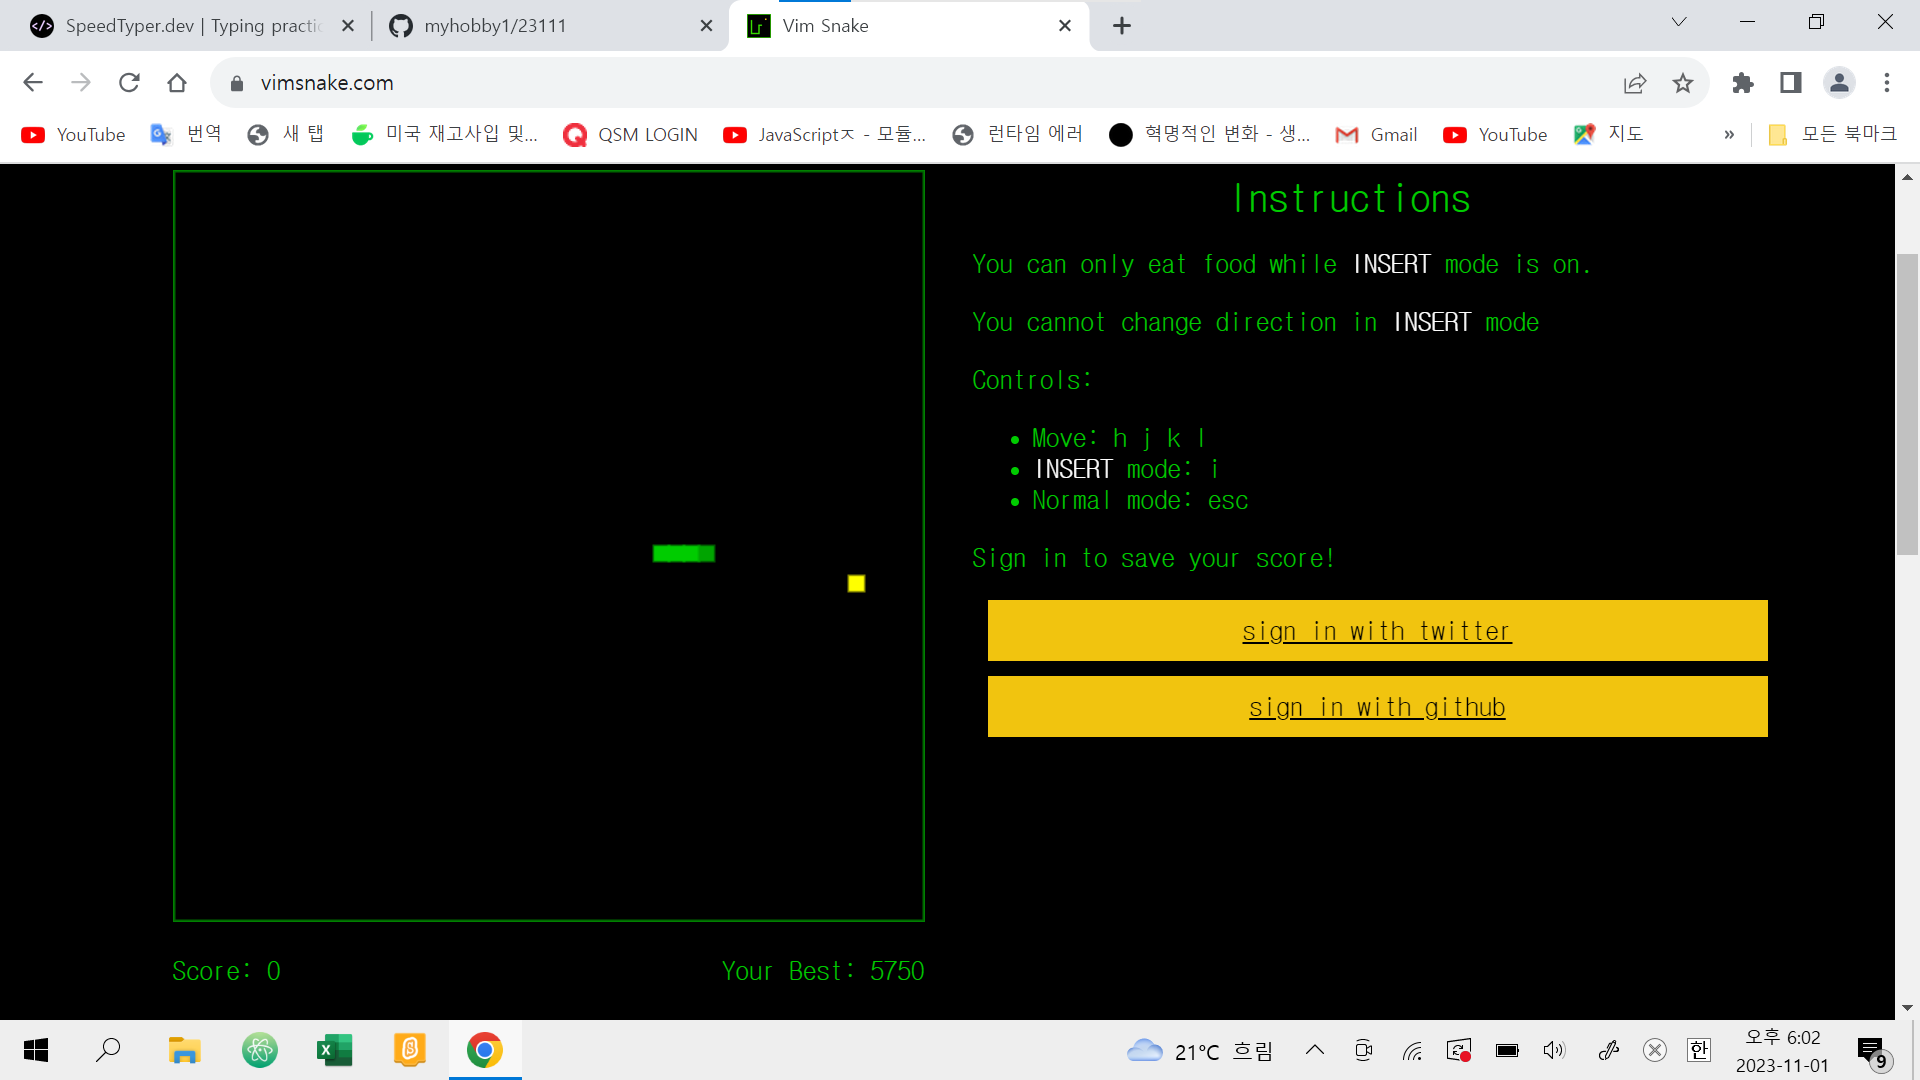 SpeedTyper.dev | Typing practic
myhobby1/23111
Vim Snake
vimsnake.com
YouTube
번역
새 탭
미국 재고사입 및...
QSM LOGIN
JavaScriptㅈ - 모듈...
런타임 에러
혁명적인 변화 - 생...
Gmail
YouTube
지도
»
모든 북마크
Instructions
You can only eat food while INSERT mode is on.
You cannot change direction in INSERT mode
Controls:
• Move: h j k l
• INSERT mode: i
• Normal mode: esc
Sign in to save your score!
sign in with twitter
sign in with github
Score: 0
Your Best: 5750
21°C 흐림
한
오후 6:02
2023-11-01
9